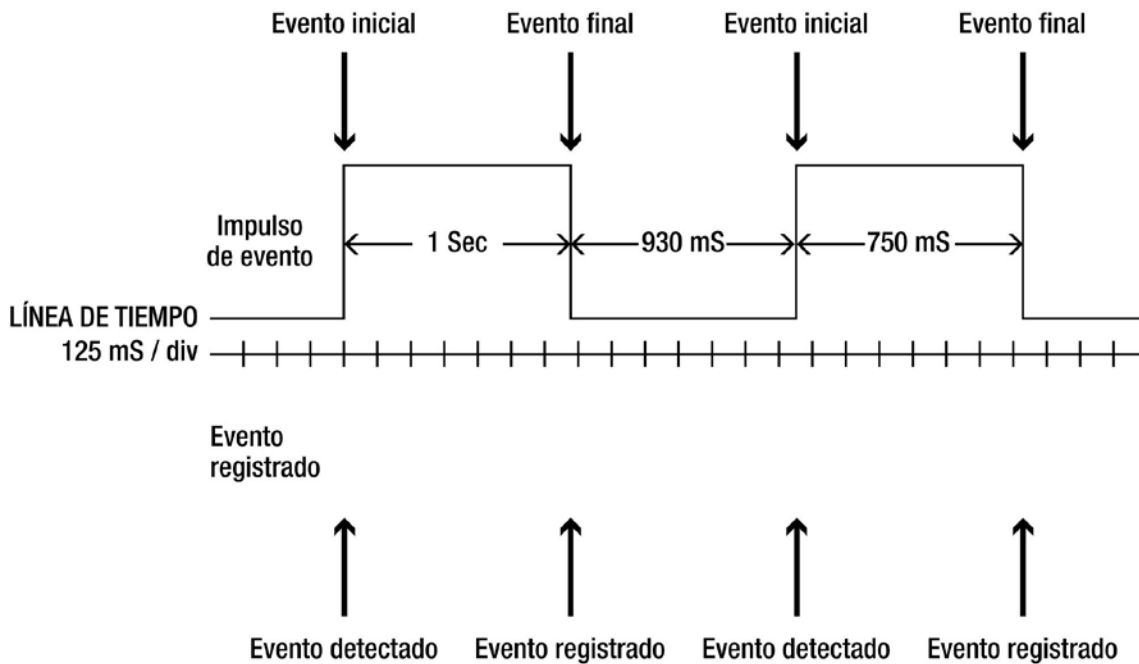 Evento inicial
Evento final
Evento inicial
Evento final
Impulso
de evento
1 Sec
930 mS
750 mS
LÍNEA DE TIEMPO
125 mS / div
Evento
registrado
Evento detectado
Evento registrado
Evento detectado
Evento registrado